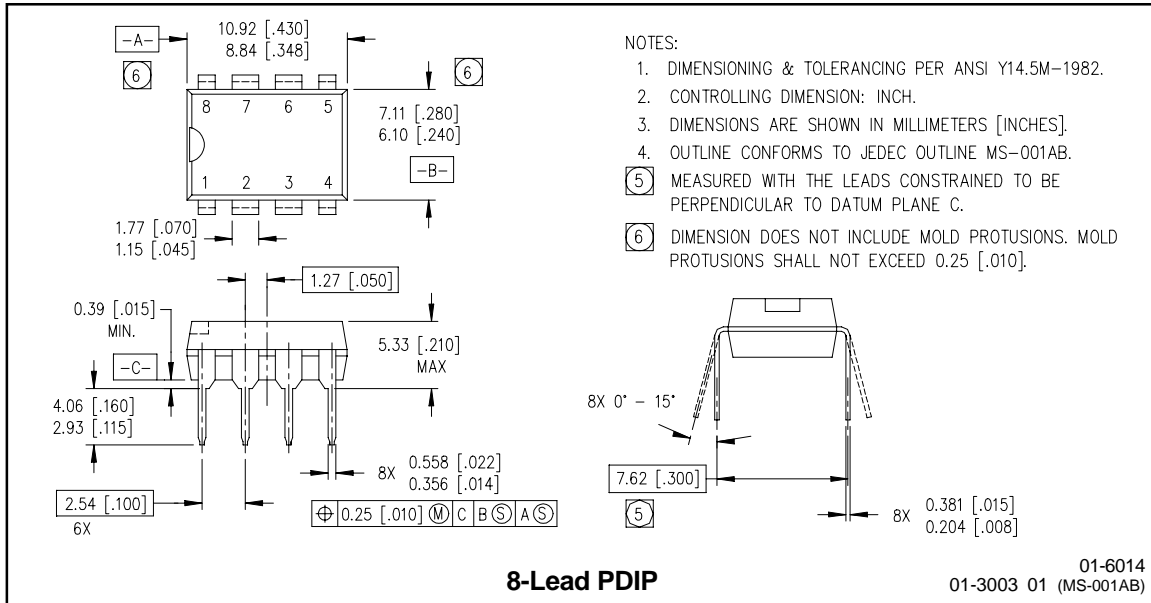 -A-
10.92 [.430]
8.84 [.348]
6
6
8 7 6 5
1 2 3 4
7.11 [.280]
6.10 [.240]
-B-
1.77 [.070]
1.15 [.045]
1.27 [.050]
0.39 [.015]
MIN.
-C-
5.33 [.210]
MAX
4.06 [.160]
2.93 [.115]
8X 0.558 [.022]
0.356 [.014]
2.54 [.100]
6X
⌖ 0.25 [.010] Ⓜ C B Ⓢ A Ⓢ
NOTES:
1. DIMENSIONING & TOLERANCING PER ANSI Y14.5M-1982.
2. CONTROLLING DIMENSION: INCH.
3. DIMENSIONS ARE SHOWN IN MILLIMETERS [INCHES].
4. OUTLINE CONFORMS TO JEDEC OUTLINE MS-001AB.
5 MEASURED WITH THE LEADS CONSTRAINED TO BE
PERPENDICULAR TO DATUM PLANE C.
6 DIMENSION DOES NOT INCLUDE MOLD PROTUSIONS. MOLD
PROTUSIONS SHALL NOT EXCEED 0.25 [.010].
8X 0° - 15°
7.62 [.300]
5
8X 0.381 [.015]
0.204 [.008]
8-Lead PDIP
01-6014
01-3003 01 (MS-001AB)